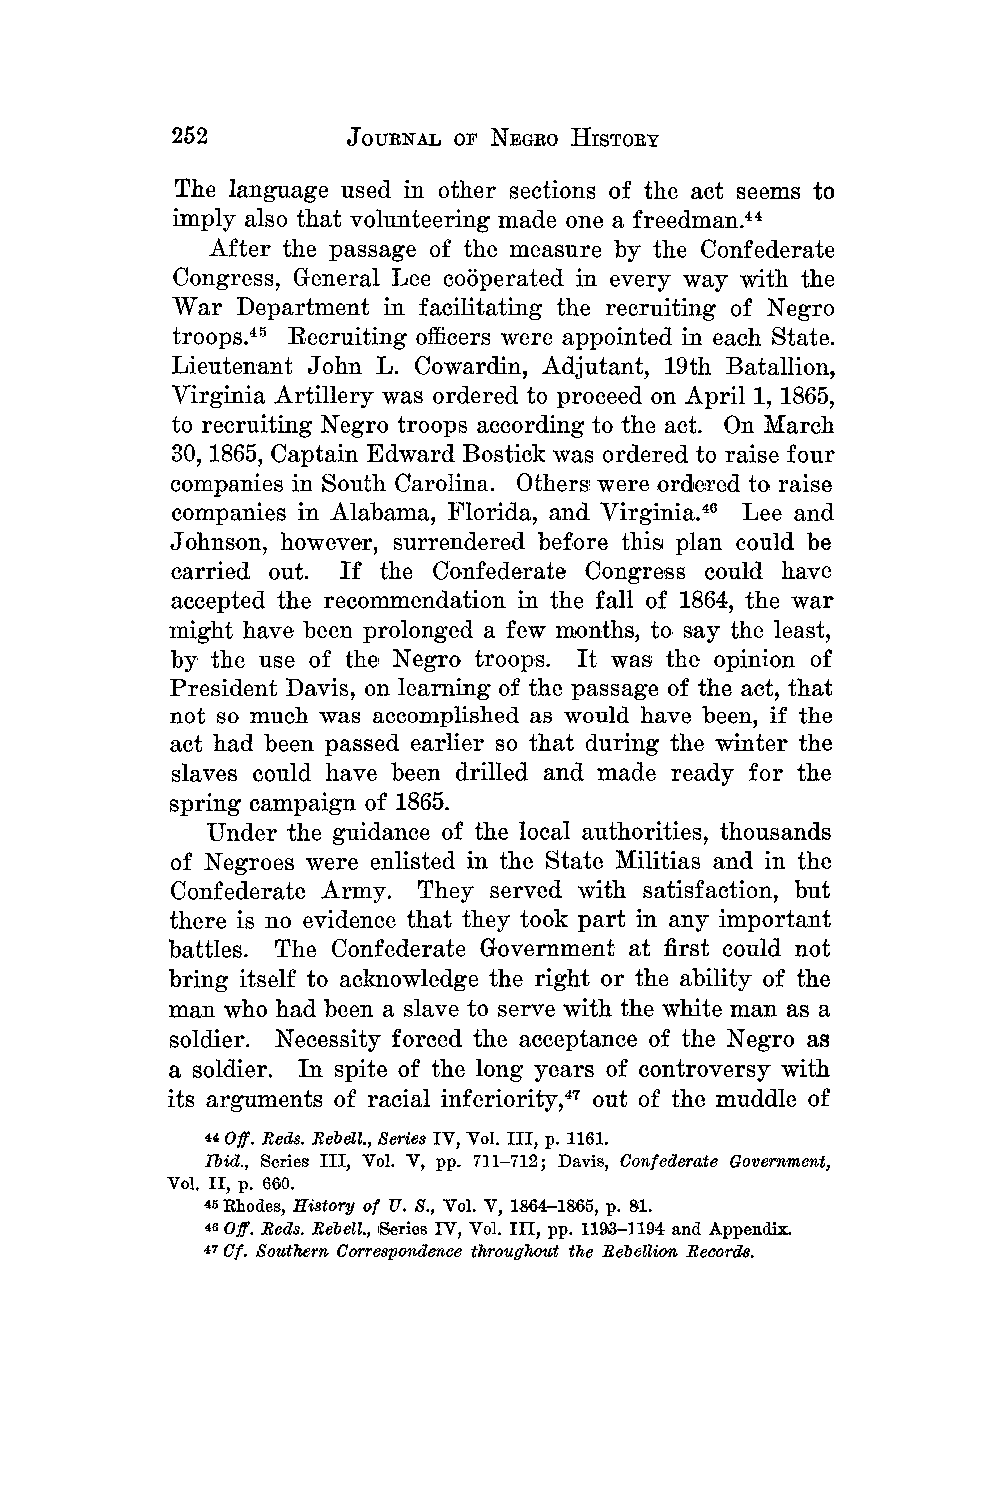 252 JOURNAL OF NEGRO HISTORY
The language used in other sections of the act seems to
imply also that volunteering made one a freedman.⁴⁴
After the passage of the measure by the Confederate
Congress, General Lee coöperated in every way with the
War Department in facilitating the recruiting of Negro
troops.⁴⁵ Recruiting officers were appointed in each State.
Lieutenant John L. Cowardin, Adjutant, 19th Batallion,
Virginia Artillery was ordered to proceed on April 1, 1865,
to recruiting Negro troops according to the act. On March
30, 1865, Captain Edward Bostick was ordered to raise four
companies in South Carolina. Others were ordered to raise
companies in Alabama, Florida, and Virginia.⁴⁶ Lee and
Johnson, however, surrendered before this plan could be
carried out. If the Confederate Congress could have
accepted the recommendation in the fall of 1864, the war
might have been prolonged a few months, to say the least,
by the use of the Negro troops. It was the opinion of
President Davis, on learning of the passage of the act, that
not so much was accomplished as would have been, if the
act had been passed earlier so that during the winter the
slaves could have been drilled and made ready for the
spring campaign of 1865.
Under the guidance of the local authorities, thousands
of Negroes were enlisted in the State Militias and in the
Confederate Army. They served with satisfaction, but
there is no evidence that they took part in any important
battles. The Confederate Government at first could not
bring itself to acknowledge the right or the ability of the
man who had been a slave to serve with the white man as a
soldier. Necessity forced the acceptance of the Negro as
a soldier. In spite of the long years of controversy with
its arguments of racial inferiority,⁴⁷ out of the muddle of
⁴⁴ Off. Reds. Rebell., Series IV, Vol. III, p. 1161.
Ibid., Series III, Vol. V, pp. 711–712; Davis, Confederate Government,
Vol. II, p. 660.
⁴⁵ Rhodes, History of U. S., Vol. V, 1864–1865, p. 81.
⁴⁶ Off. Reds. Rebell., Series IV, Vol. III, pp. 1193–1194 and Appendix.
⁴⁷ Cf. Southern Correspondence throughout the Rebellion Records.